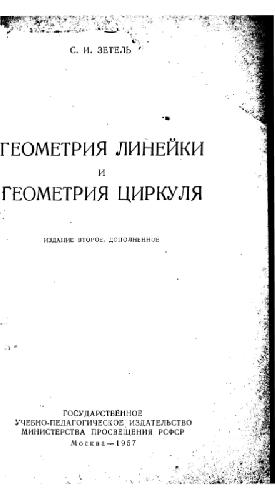 С. И. ЗЕТЕЛЬ
ГЕОМЕТРИЯ ЛИНЕЙКИ
И
ГЕОМЕТРИЯ ЦИРКУЛЯ
ИЗДАНИЕ ВТОРОЕ, ДОПОЛНЕННОЕ
ГОСУДАРСТВЕННОЕ
УЧЕБНО-ПЕДАГОГИЧЕСКОЕ ИЗДАТЕЛЬСТВО
МИНИСТЕРСТВА ПРОСВЕЩЕНИЯ РСФСР
Москва—1957